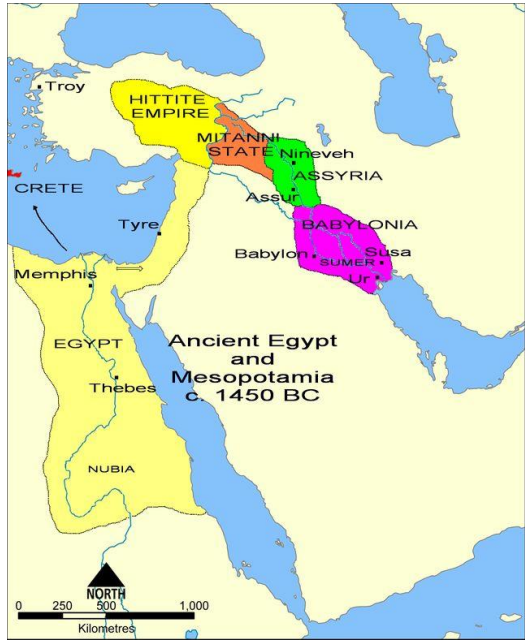 Troy
HITTITE
EMPIRE
MITANNI
STATE
Nineveh
ASSYRIA
Assur
CRETE
Tyre
BABYLONIA
Babylon
SUMER
Susa
Ur
Memphis
EGYPT
Thebes
NUBIA
Ancient Egypt
and
Mesopotamia
c. 1450 BC
NORTH
0 250 500 1,000
Kilometres